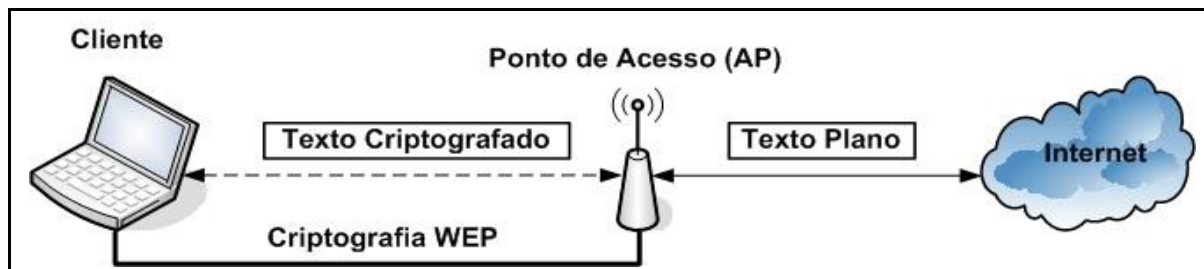 Cliente
Ponto de Acesso (AP)
Texto Criptografado
Texto Plano
Internet
Criptografia WEP